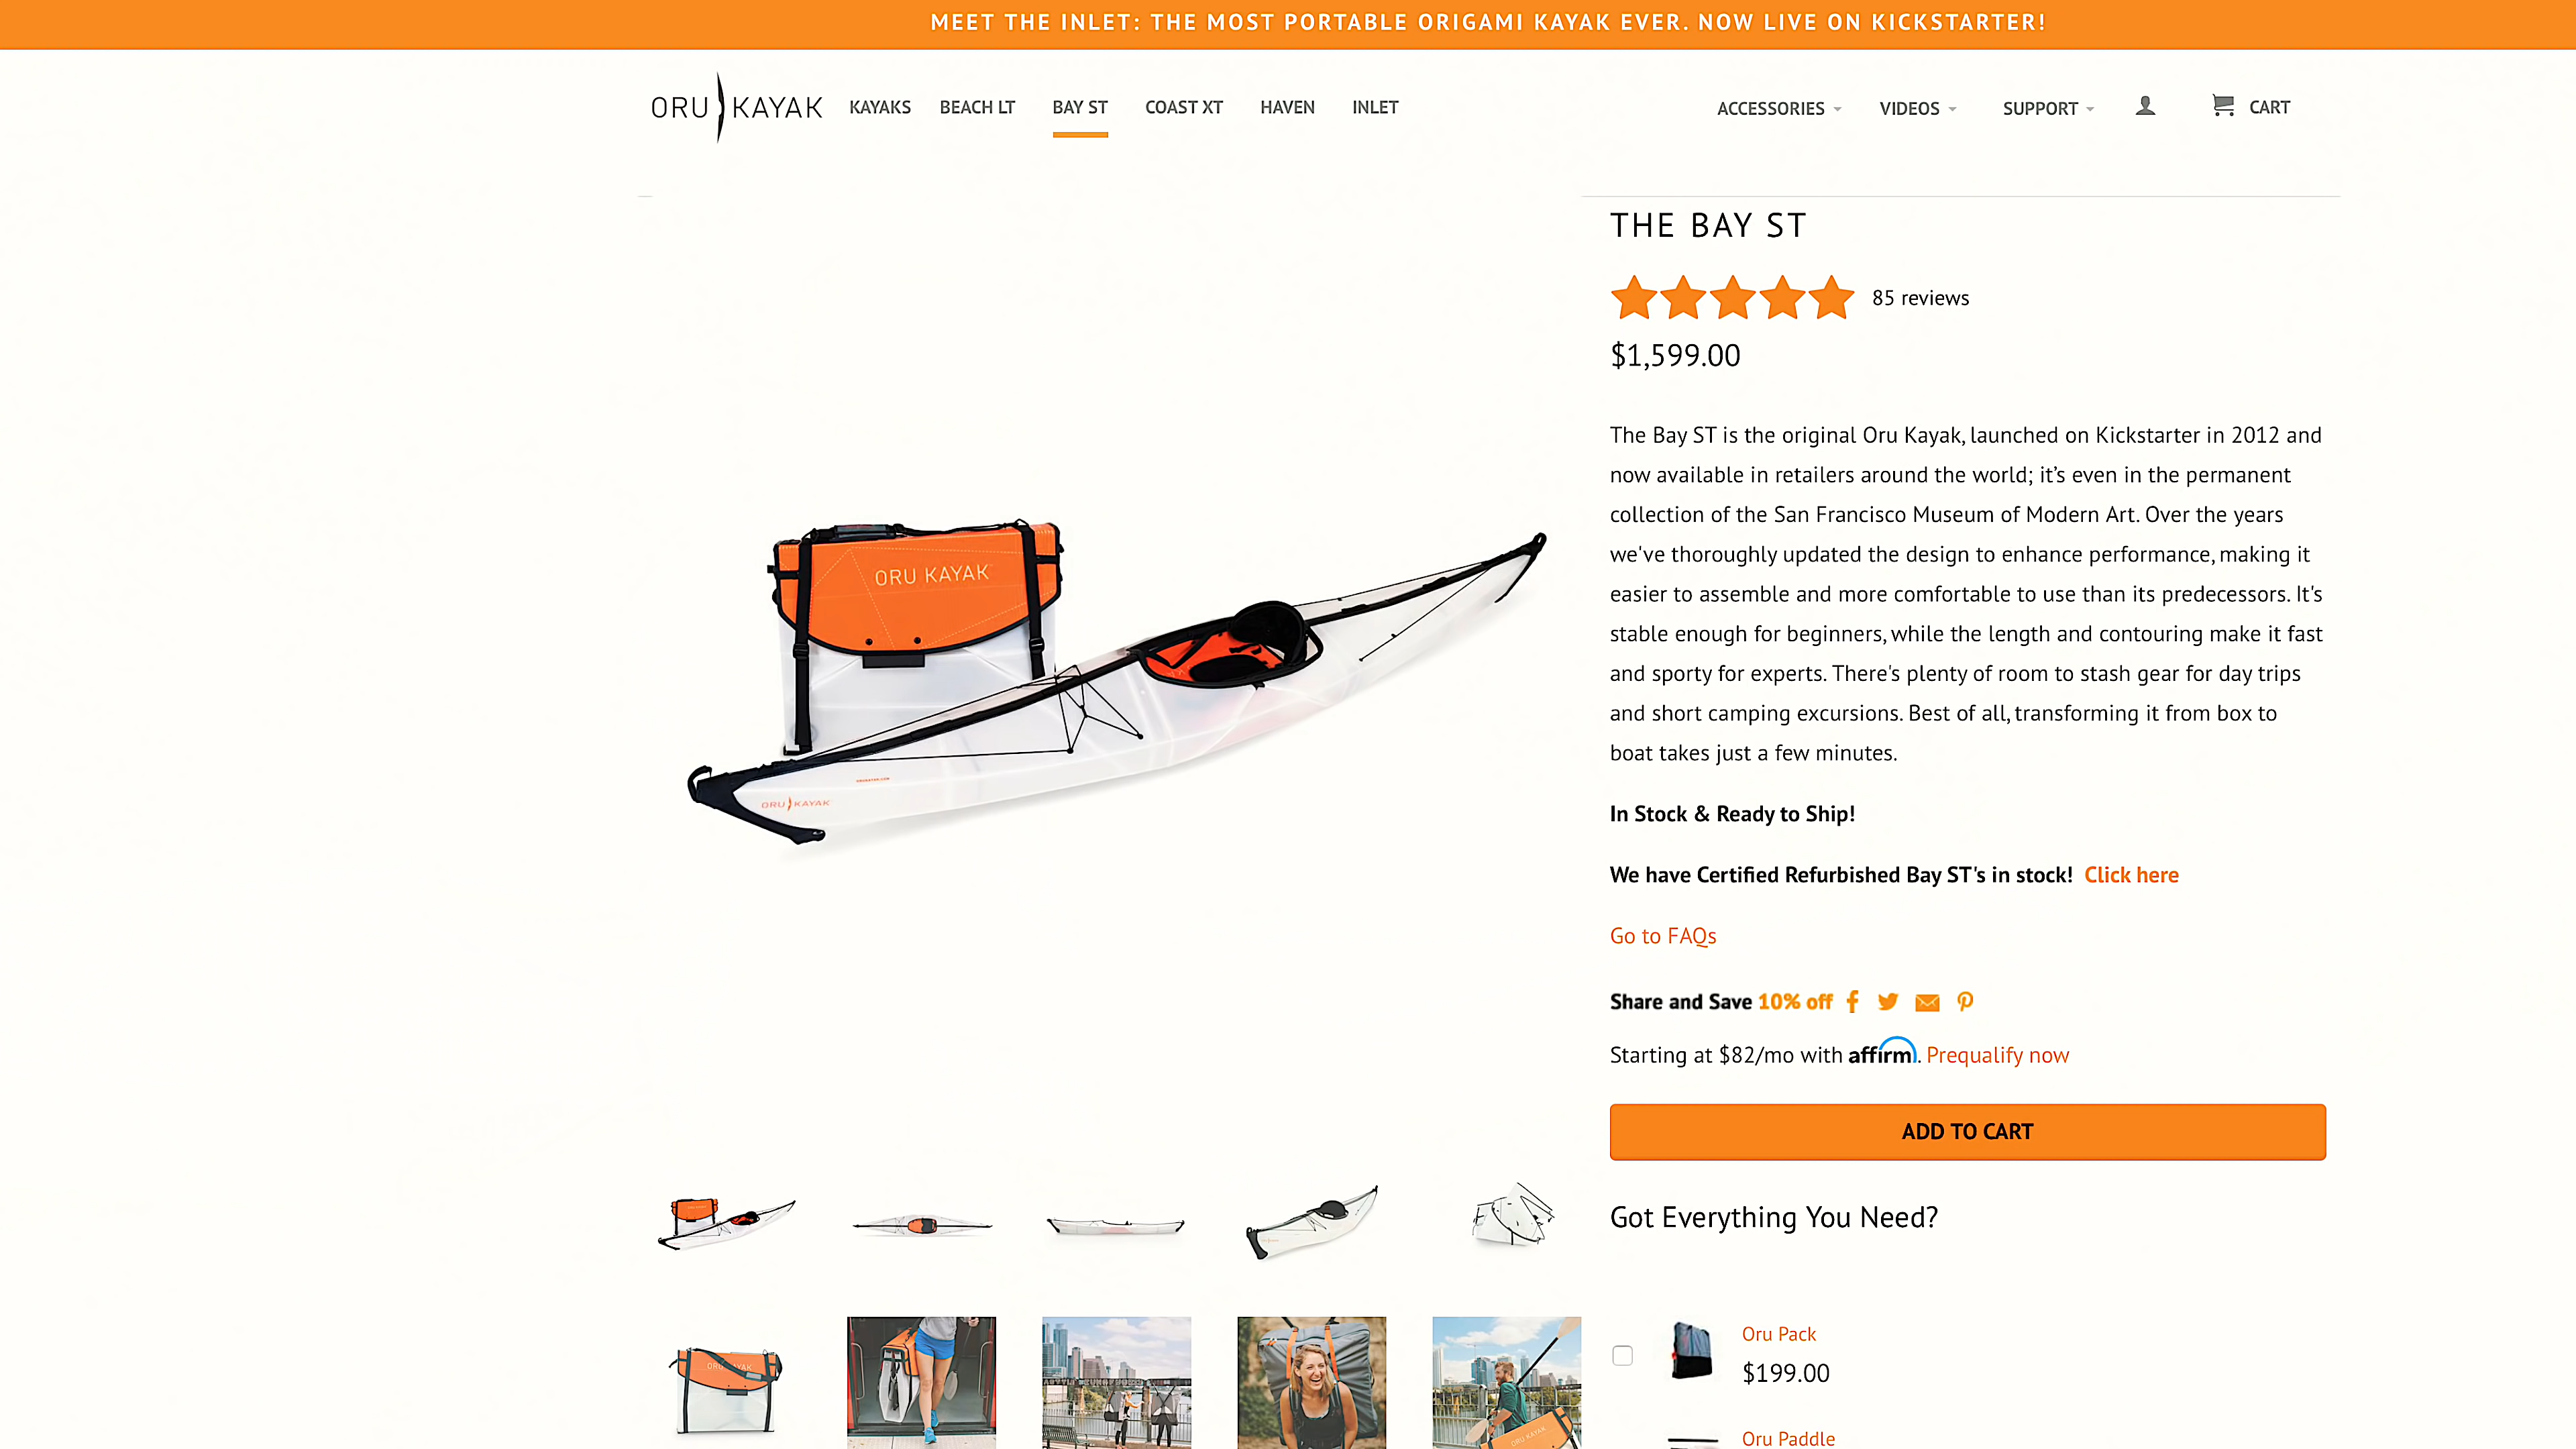 MEET THE INLET: THE MOST PORTABLE ORIGAMI KAYAK EVER. NOW LIVE ON KICKSTARTER!
ORU KAYAK KAYAKS BEACH LT BAY ST COAST XT HAVEN INLET ACCESSORIES VIDEOS SUPPORT CART
THE BAY ST
85 reviews
$1,599.00
The Bay ST is the original Oru Kayak, launched on Kickstarter in 2012 and
now available in retailers around the world; it’s even in the permanent
collection of the San Francisco Museum of Modern Art. Over the years
we've thoroughly updated the design to enhance performance, making it
easier to assemble and more comfortable to use than its predecessors. It's
stable enough for beginners, while the length and contouring make it fast
and sporty for experts. There's plenty of room to stash gear for day trips
and short camping excursions. Best of all, transforming it from box to
boat takes just a few minutes.
In Stock & Ready to Ship!
We have Certified Refurbished Bay ST's in stock! Click here
Go to FAQs
Share and Save 10% off
Starting at $82/mo with affirm. Prequalify now
ADD TO CART
Got Everything You Need?
Oru Pack
$199.00
Oru Paddle
ORU KAYAK
ORU KAYAK
ORU KAYAK